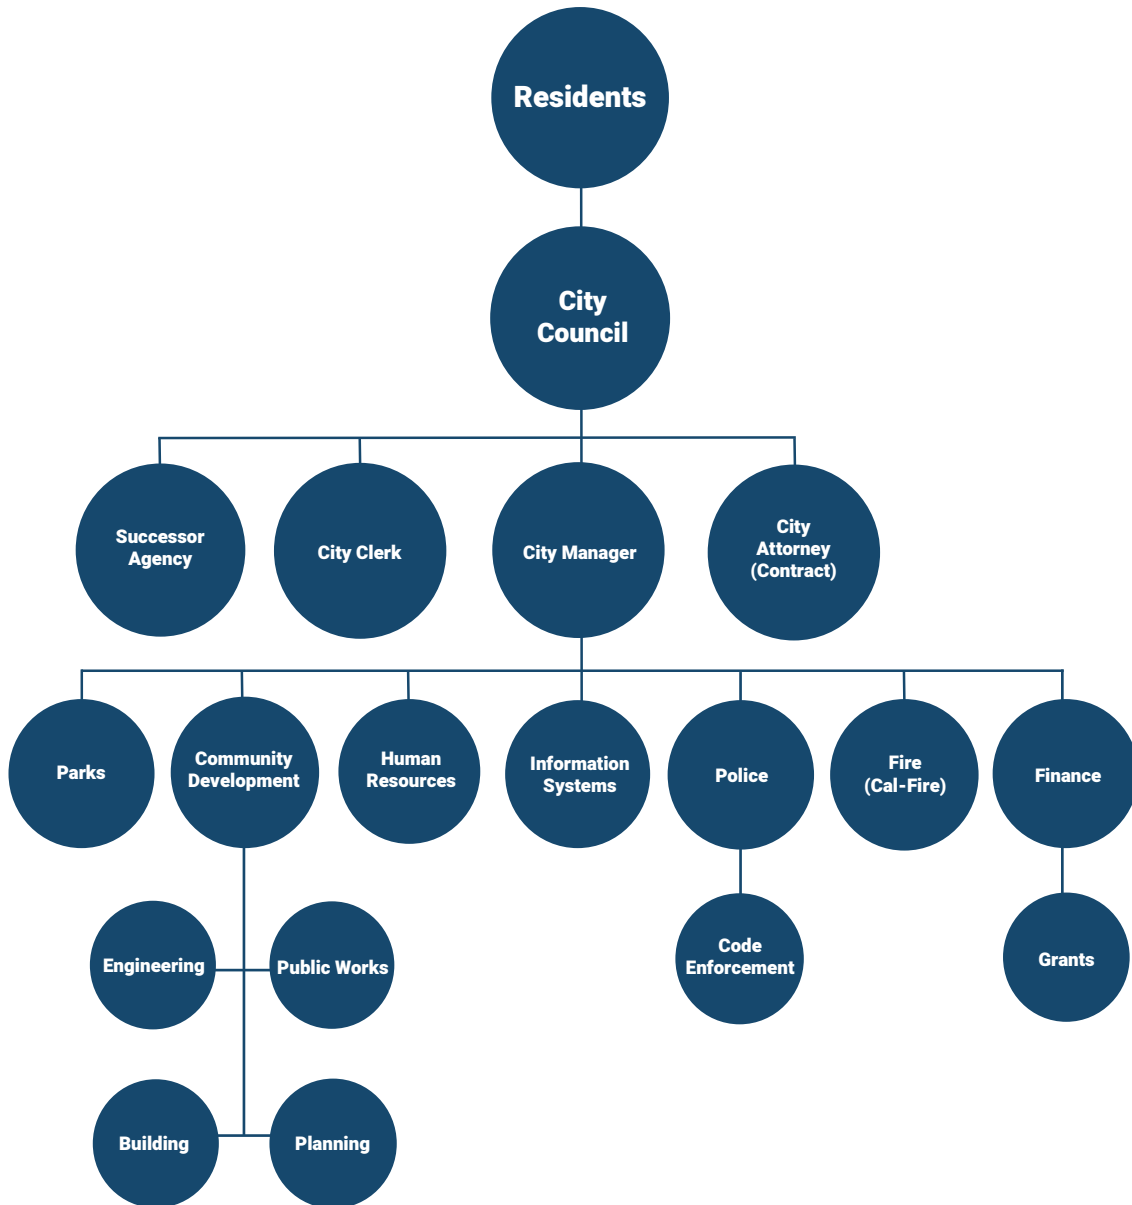 Residents
City
Council
Successor
Agency
City Clerk
City Manager
City
Attorney
(Contract)
Parks
Community
Development
Human
Resources
Information
Systems
Police
Fire
(Cal-Fire)
Finance
Engineering
Public Works
Code
Enforcement
Grants
Building
Planning